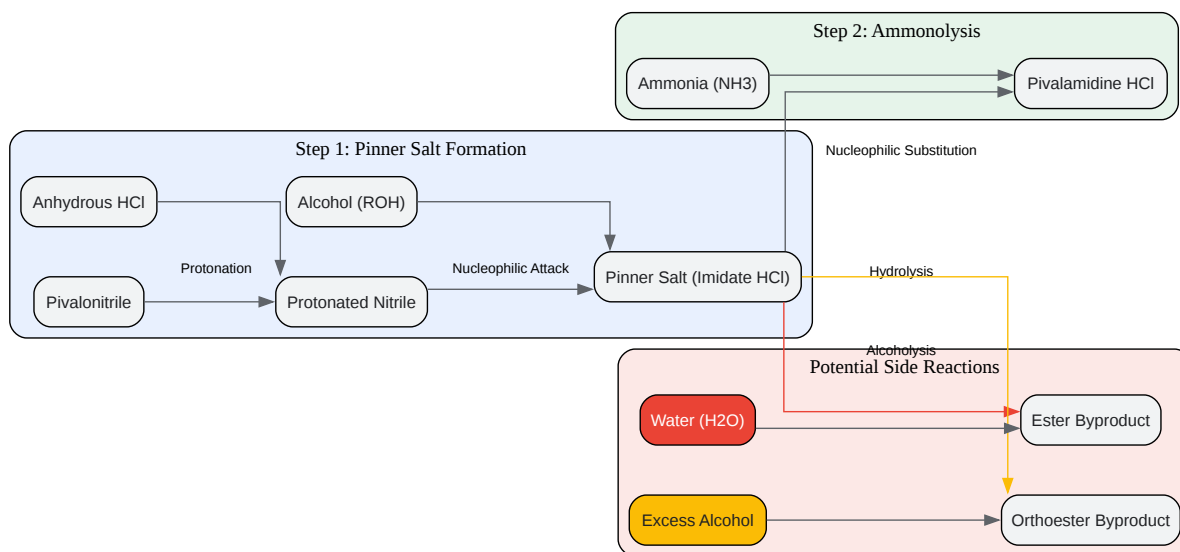 Step 2: Ammonolysis
Ammonia (NH3)
Pivalamidine HCl
Nucleophilic Substitution
Step 1: Pinner Salt Formation
Anhydrous HCl
Alcohol (ROH)
Protonation
Nucleophilic Attack
Pivalonitrile
Protonated Nitrile
Pinner Salt (Imidate HCl)
Hydrolysis
Alcoholysis
Potential Side Reactions
Water (H2O)
Ester Byproduct
Excess Alcohol
Orthoester Byproduct